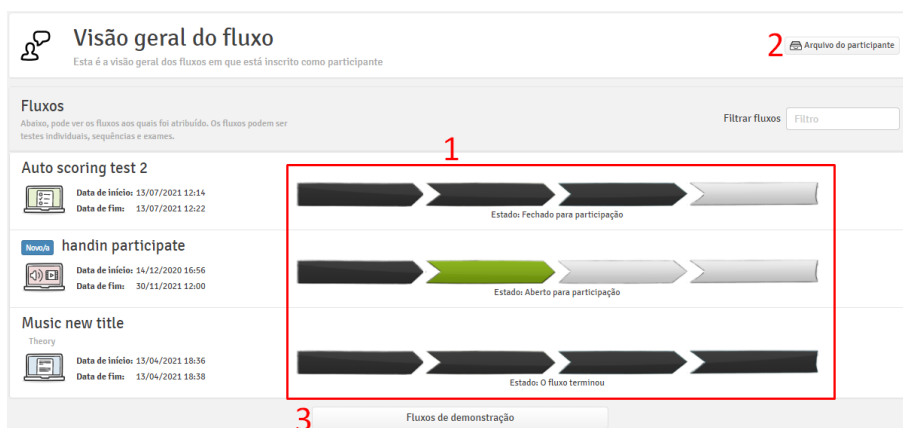 Visão geral do fluxo
Esta é a visão geral dos fluxos em que está inscrito como participante
2
Arquivo do participante
Fluxos
Abaixo, pode ver os fluxos aos quais foi atribuído. Os fluxos podem ser
testes individuais, sequências e exames.
Filtrar fluxos
Filtro
1
Auto scoring test 2
Data de início: 13/07/2021 12:14
Data de fim: 13/07/2021 12:22
Estado: Fechado para participação
Novo/a handin participate
Data de início: 14/12/2020 16:56
Data de fim: 30/11/2021 12:00
Estado: Aberto para participação
Music new title
Theory
Data de início: 13/04/2021 18:36
Data de fim: 13/04/2021 18:38
Estado: O fluxo terminou
3
Fluxos de demonstração